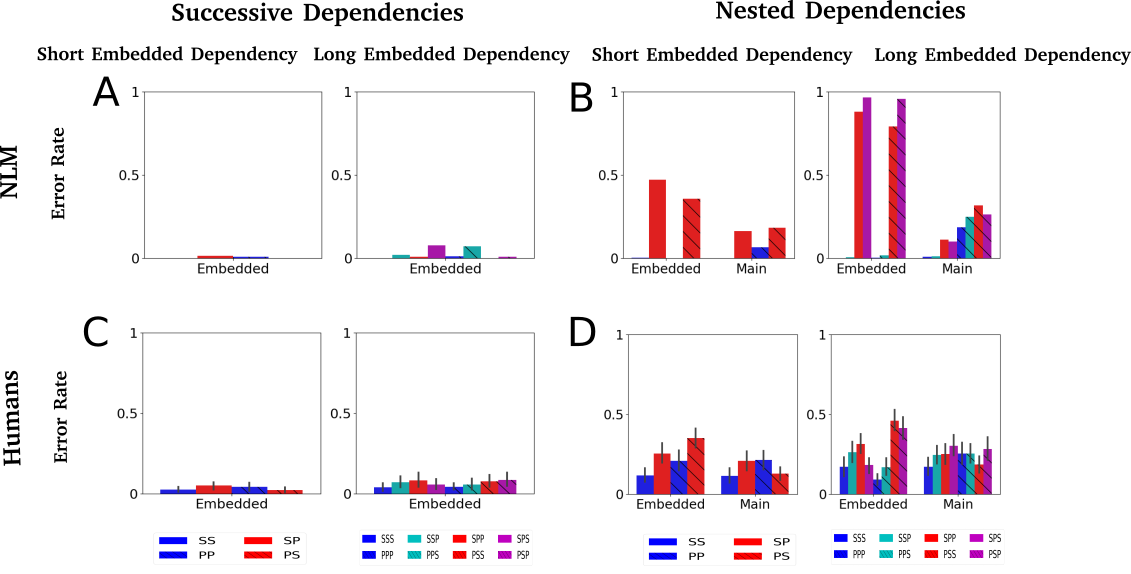 Successive Dependencies Nested Dependencies
Short Embedded Dependency Long Embedded Dependency Short Embedded Dependency Long Embedded Dependency
A B
NLM
Error Rate
1 0.5 0 Embedded
1 0.5 0 Embedded
1 0.5 0 Embedded Main
1 0.5 0 Embedded Main
C D
Humans
Error Rate
1 0.5 0 Embedded
1 0.5 0 Embedded
1 0.5 0 Embedded Main
1 0.5 0 Embedded Main
SS SP
PP PS
SSS SSP SPP SPS
PPP PPS PSS PSP
SS SP
PP PS
SSS SSP SPP SPS
PPP PPS PSS PSP